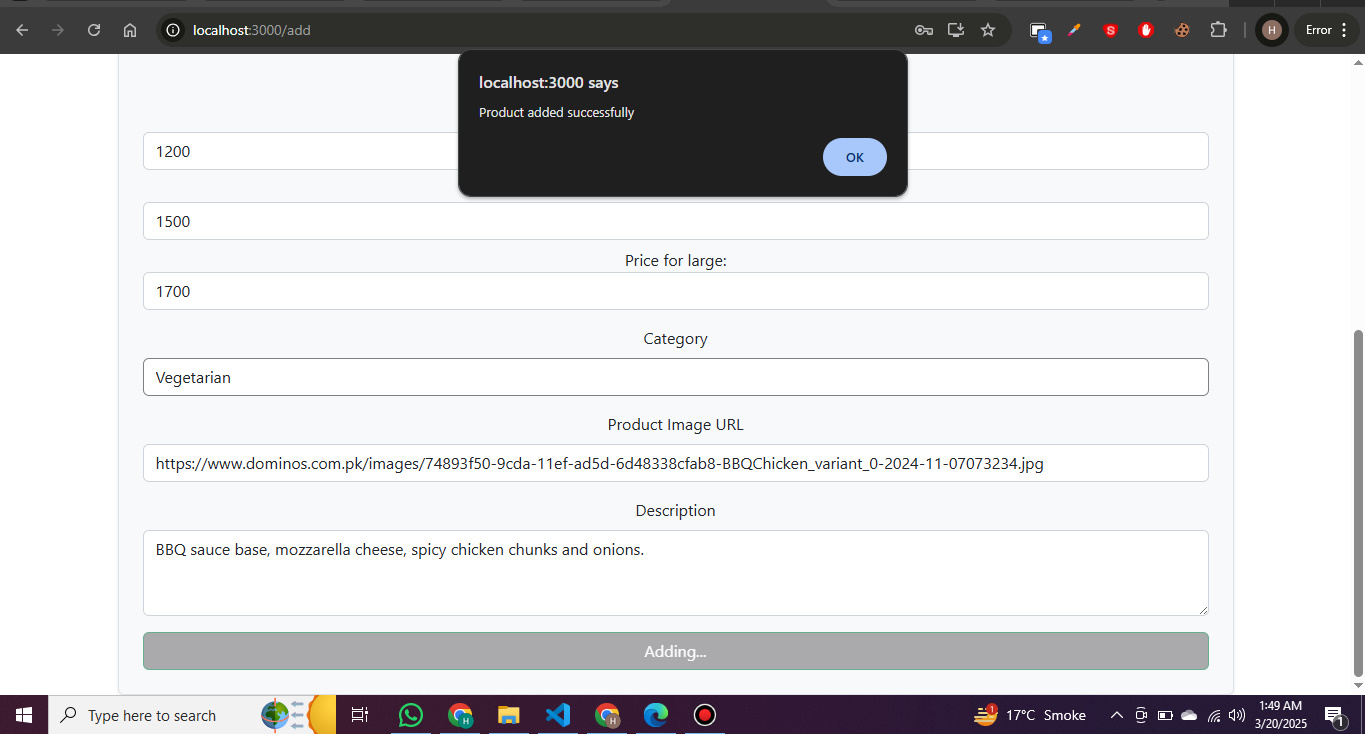 localhost:3000/add
S
H
Error
localhost:3000 says
Product added successfully
OK
1200
1500
Price for large:
1700
Category
Vegetarian
Product Image URL
https://www.dominos.com.pk/images/74893f50-9cda-11ef-ad5d-6d48338cfab8-BBQChicken_variant_0-2024-11-07073234.jpg
Description
BBQ sauce base, mozzarella cheese, spicy chicken chunks and onions.
Adding...
Type here to search
H
H
1
17°C Smoke
1:49 AM
3/20/2025
1